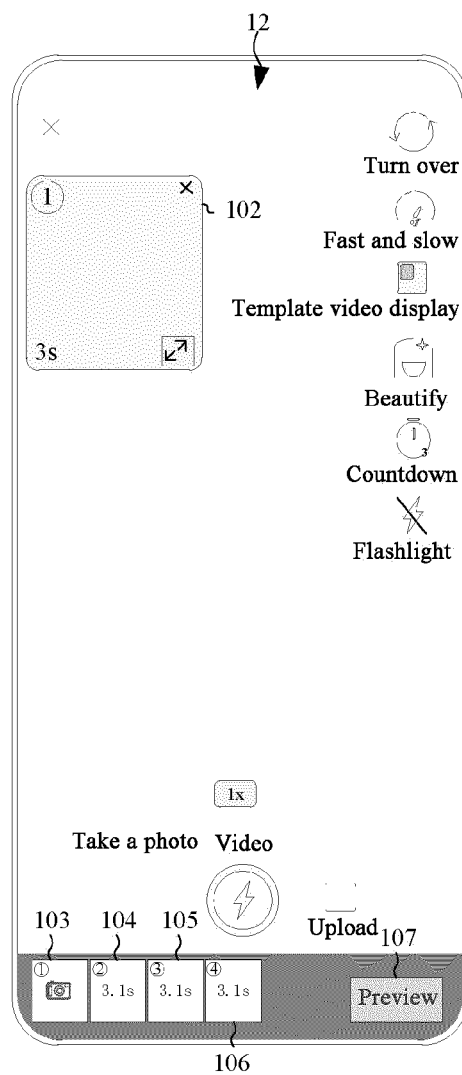 12
Turn over
1
102
Fast and slow
Template video display
3s
Beautify
3
Countdown
Flashlight
1x
Take a photo Video
Upload
103 104 105 107
① ② ③ ④
3.1s 3.1s 3.1s
Preview
106